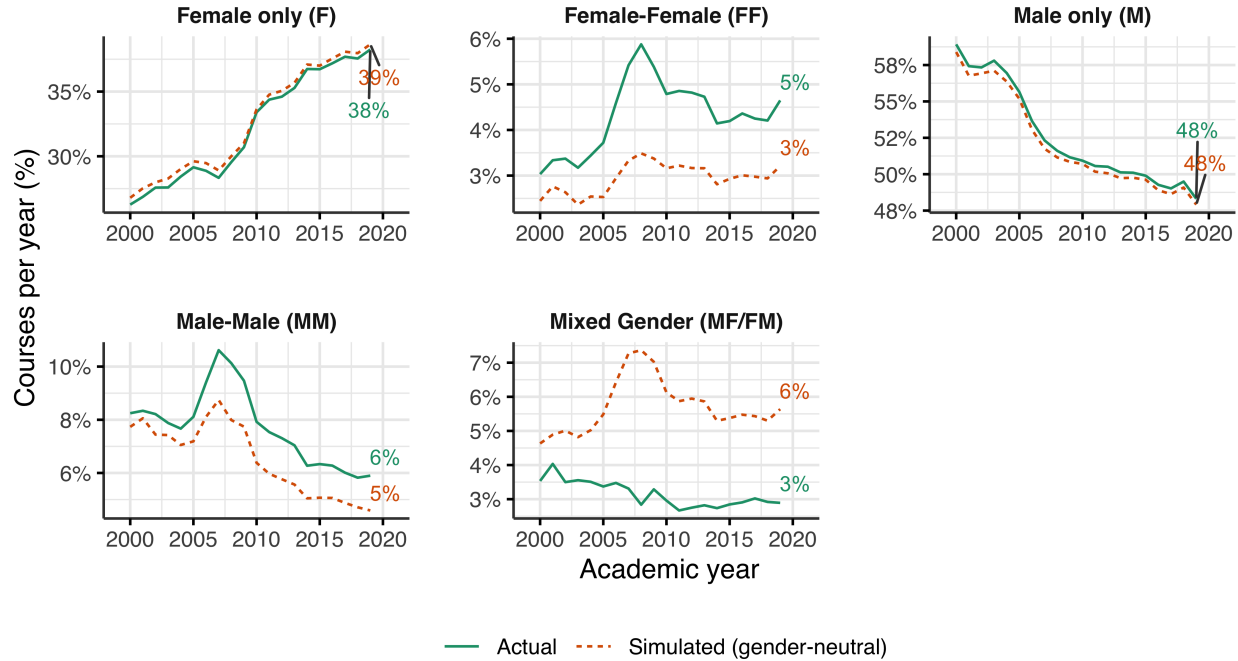 Female only (F)
Female-Female (FF)
Male only (M)
Courses per year (%)
35%
30%
39%
38%
2000 2005 2010 2015 2020
6%
5%
4%
3%
5%
3%
2000 2005 2010 2015 2020
58%
55%
52%
50%
48%
48%
48%
2000 2005 2010 2015 2020
Male-Male (MM)
Mixed Gender (MF/FM)
10%
8%
6%
6%
5%
2000 2005 2010 2015 2020
7%
6%
5%
4%
3%
6%
3%
2000 2005 2010 2015 2020
Academic year
Actual
Simulated (gender-neutral)